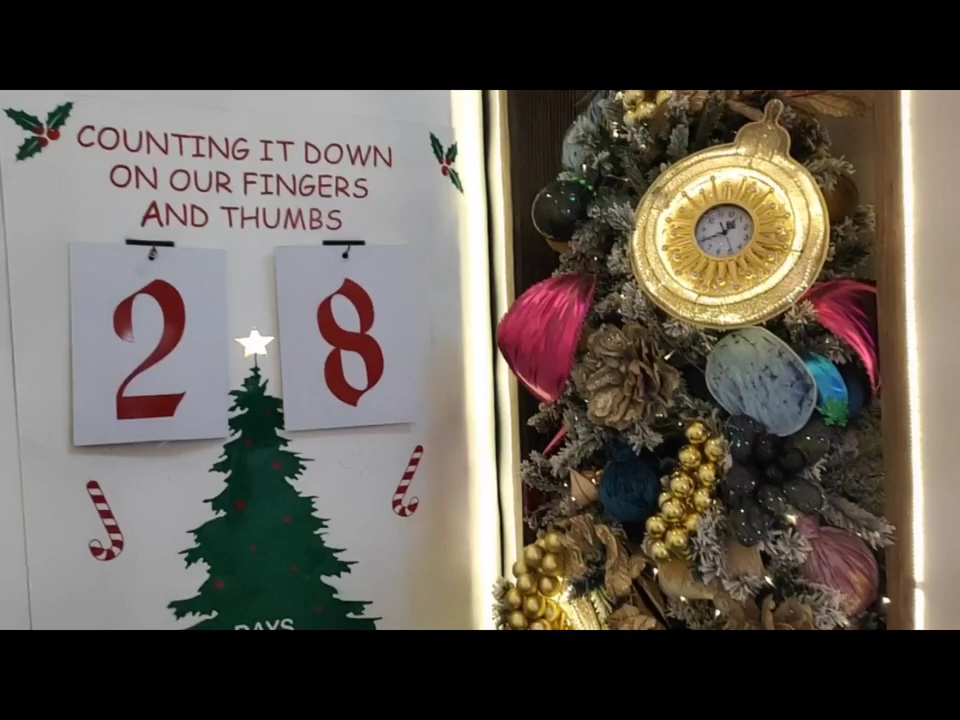 COUNTING IT DOWN
ON OUR FINGERS
AND THUMBS
2 8
DAYS